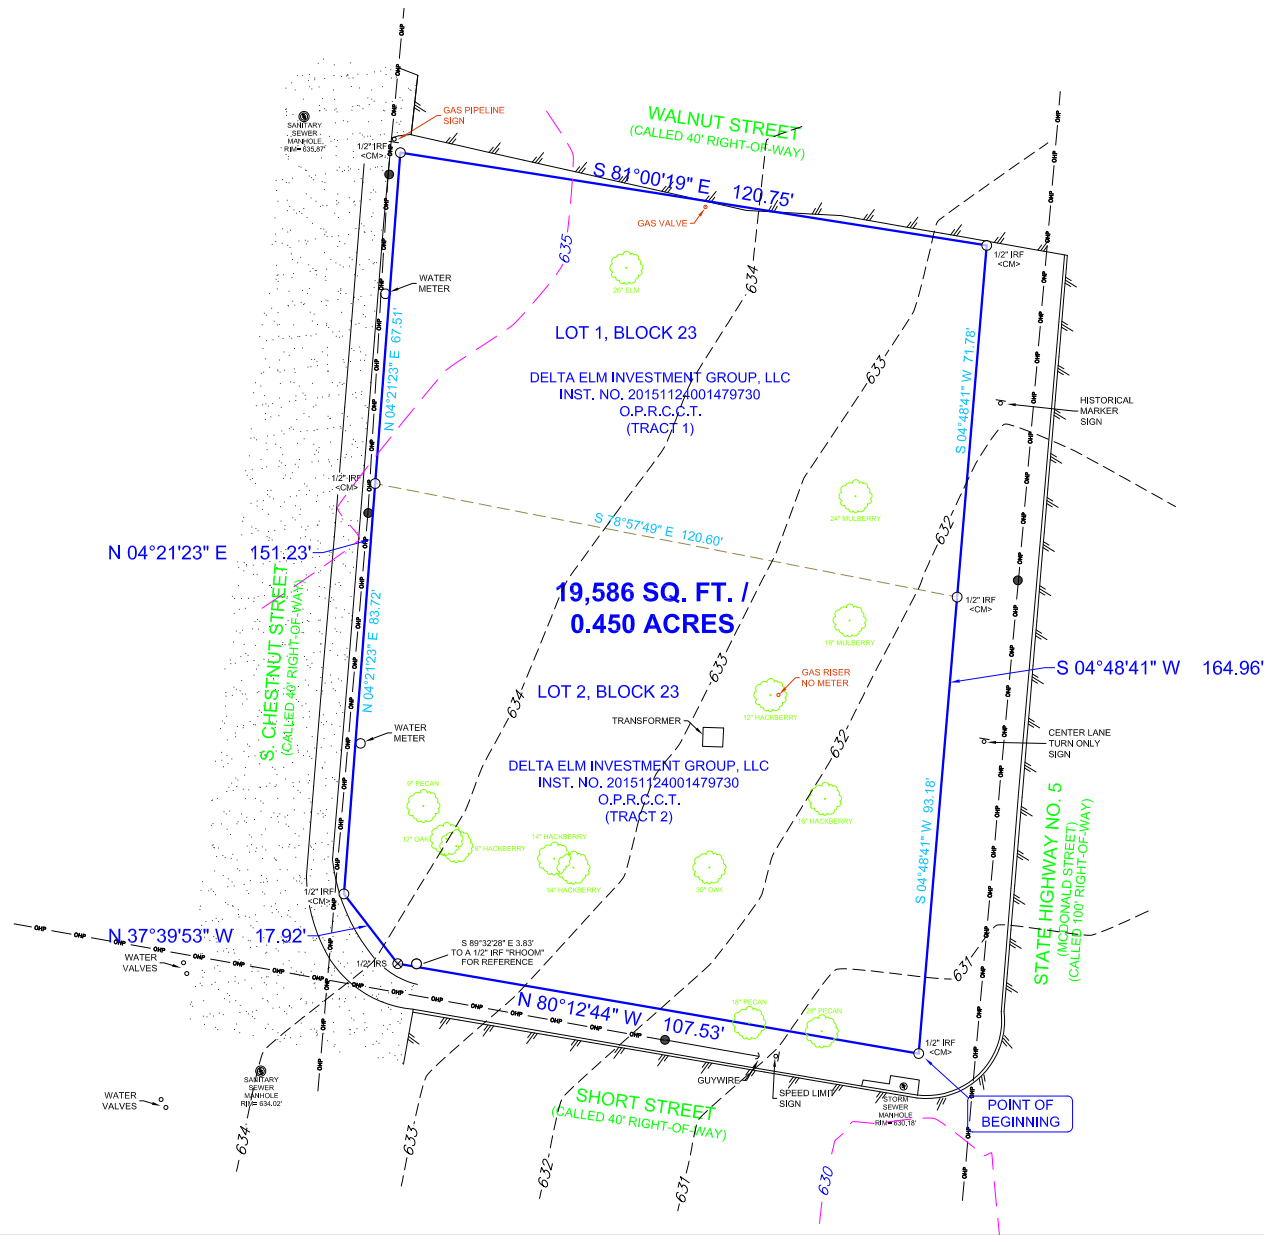 WALNUT STREET
(CALLED 40' RIGHT-OF-WAY)
GAS PIPELINE
SIGN
SANITARY
SEWER
MANHOLE
RIM= 635.87'
1/2" IRF
<CM>
S 81°00'19" E 120.75'
GAS VALVE
635
634
26" ELM
1/2" IRF
<CM>
WATER
METER
LOT 1, BLOCK 23
N 04°21'23" E 67.51'
S 04°48'41" W 71.78'
633
DELTA ELM INVESTMENT GROUP, LLC
INST. NO. 20151124001479730
O.P.R.C.C.T.
(TRACT 1)
HISTORICAL
MARKER
SIGN
1/2" IRF
<CM>
24" MULBERRY
632
S 78°57'49" E 120.60'
N 04°21'23" E 151.23'
19,586 SQ. FT. /
0.450 ACRES
1/2" IRF
<CM>
S. CHESTNUT STREET
(CALLED 40' RIGHT-OF-WAY)
N 04°21'23" E 83.72'
18" MULBERRY
633
GAS RISER
NO METER
S 04°48'41" W 164.96'
LOT 2, BLOCK 23
634
12" HACKBERRY
TRANSFORMER
WATER
METER
632
CENTER LANE
TURN ONLY
SIGN
DELTA ELM INVESTMENT GROUP, LLC
INST. NO. 20151124001479730
O.P.R.C.C.T.
(TRACT 2)
9" PECAN
16" HACKBERRY
S 04°48'41" W 93.18'
12" OAK
8" HACKBERRY
14" HACKBERRY
14" HACKBERRY
30" OAK
STATE HIGHWAY NO. 5
(MCDONALD STREET)
(CALLED 100' RIGHT-OF-WAY)
1/2" IRF
<CM>
N 37°39'53" W 17.92'
S 89°32'28" E 3.83'
TO A 1/2" IRF "RHOOM"
FOR REFERENCE
1/2" IRS
WATER
VALVES
631
N 80°12'44" W 107.53'
18" PECAN
1/2" IRF
<CM>
SANITARY
SEWER
MANHOLE
RIM= 634.02'
GUYWIRE
SPEED LIMIT
SIGN
STORM
SEWER
MANHOLE
RIM= 630.18'
POINT OF
BEGINNING
WATER
VALVES
SHORT STREET
(CALLED 40' RIGHT-OF-WAY)
634
633
632
631
630
OHP